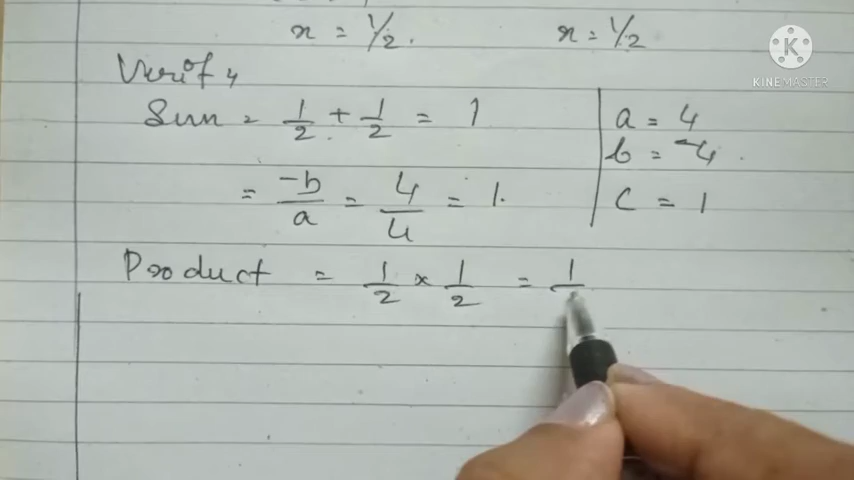 x = 1/2. x = 1/2
Verify
Sum = 1/2 + 1/2 = 1
a = 4
b = -4.
= -b/a = 4/4 = 1.
c = 1
Product = 1/2 × 1/2 = 1/
K
KINEMASTER